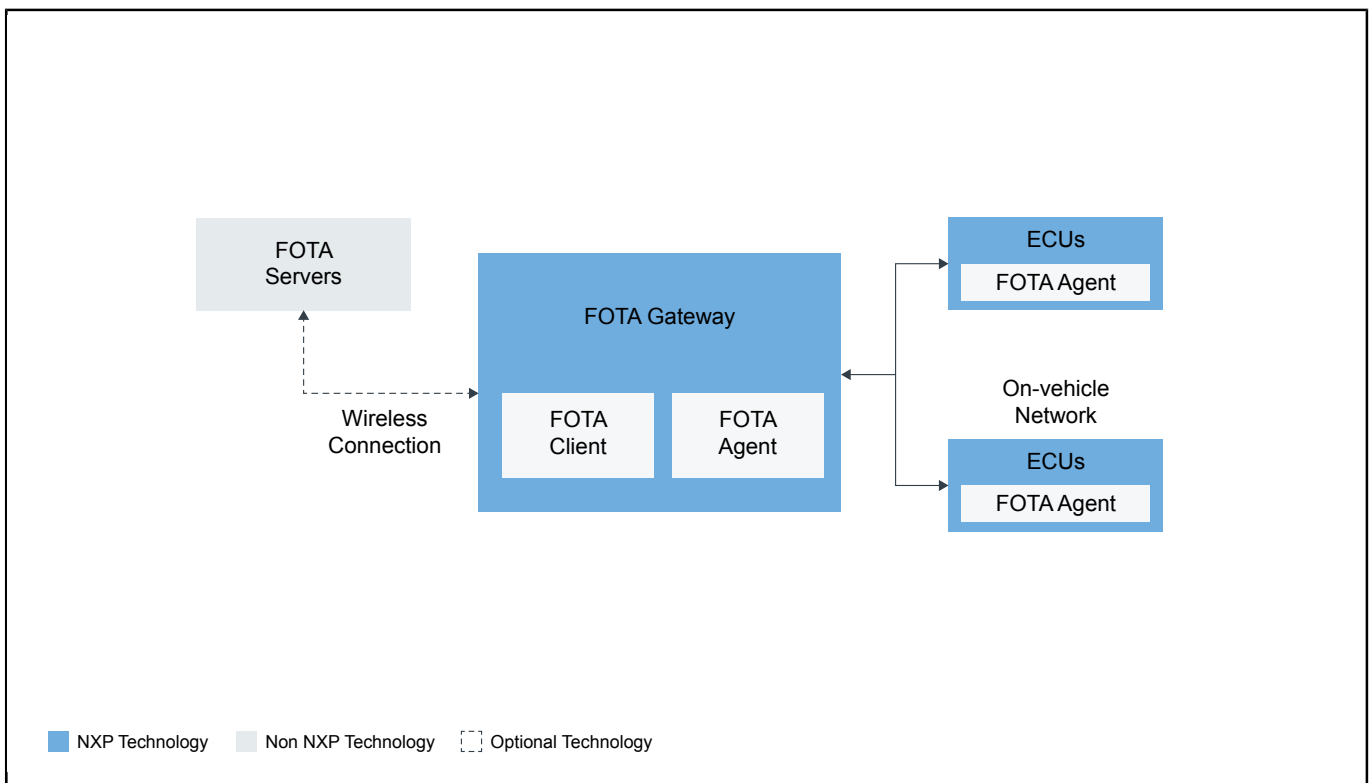 FOTA
Servers
Wireless
Connection
FOTA Gateway
FOTA
Client
FOTA
Agent
ECUs
FOTA Agent
On-vehicle
Network
ECUs
FOTA Agent
NXP Technology
Non NXP Technology
Optional Technology